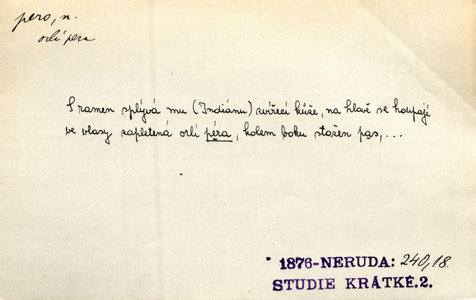 pero, n.
orlí pera
S ramen splývá mu (Indiánu) zvířecí kůže, na hlavě se houpají
ve vlasy zapletená orlí péra, kolem boku stažen pas,...
* 1876-NERUDA: 240,18.
STUDIE KRÁTKÉ.2.